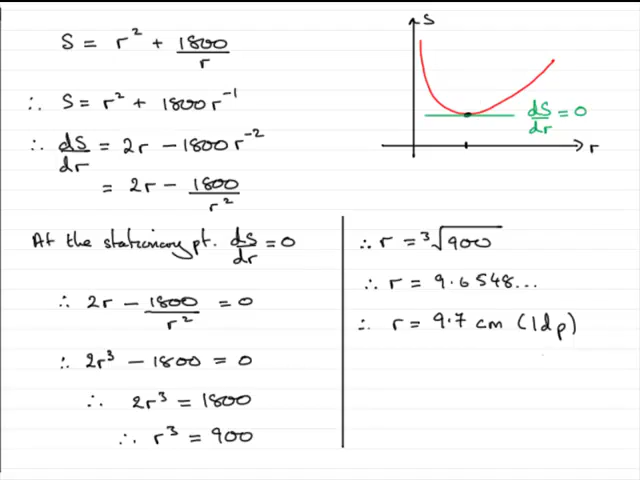 S = r² + 1800/r
∴ S = r² + 1800r⁻¹
∴ dS/dr = 2r − 1800r⁻²
= 2r − 1800/r²
At the stationary pt. dS/dr = 0
∴ 2r − 1800/r² = 0
∴ 2r³ − 1800 = 0
∴ 2r³ = 1800
∴ r³ = 900
S
dS/dr = 0
r
∴ r = ³√900
∴ r = 9.6548...
∴ r = 9.7 cm (1dp)